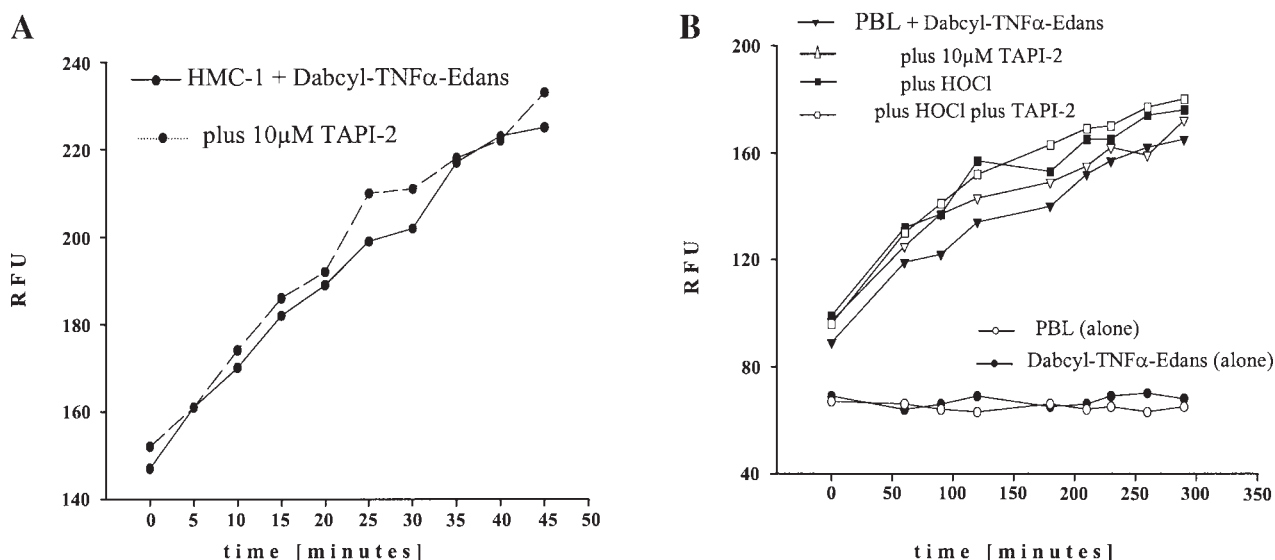 A
HMC-1 + Dabcyl-TNFα-Edans
plus 10µM TAPI-2
240
220
200
180
160
140
RFU
0 5 10 15 20 25 30 35 40 45 50
time [minutes]
B
PBL + Dabcyl-TNFα-Edans
plus 10µM TAPI-2
plus HOCl
plus HOCl plus TAPI-2
200
160
120
80
40
RFU
PBL (alone)
Dabcyl-TNFα-Edans (alone)
0 50 100 150 200 250 300 350
time [minutes]